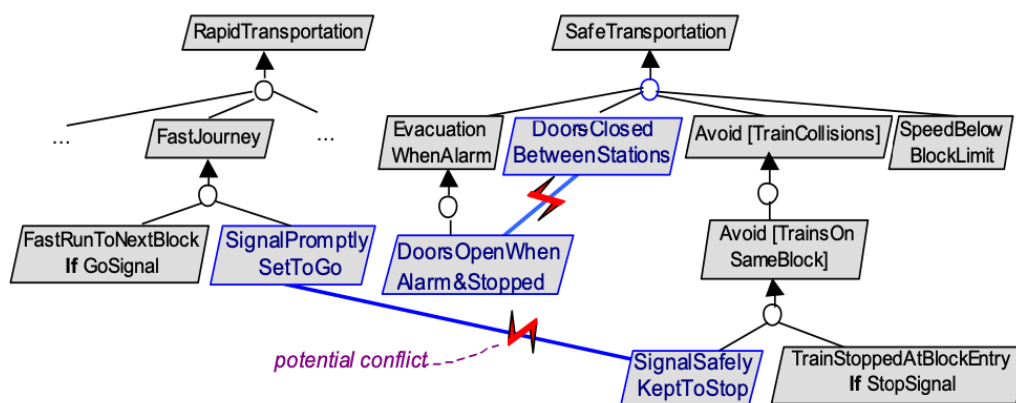 RapidTransportation
SafeTransportation
...
FastJourney
...
Evacuation
WhenAlarm
DoorsClosed
BetweenStations
Avoid [TrainCollisions]
SpeedBelow
BlockLimit
FastRunToNextBlock
If GoSignal
SignalPromptly
SetToGo
DoorsOpenWhen
Alarm&Stopped
Avoid [TrainsOn
SameBlock]
potential conflict
SignalSafely
KeptToStop
TrainStoppedAtBlockEntry
If StopSignal